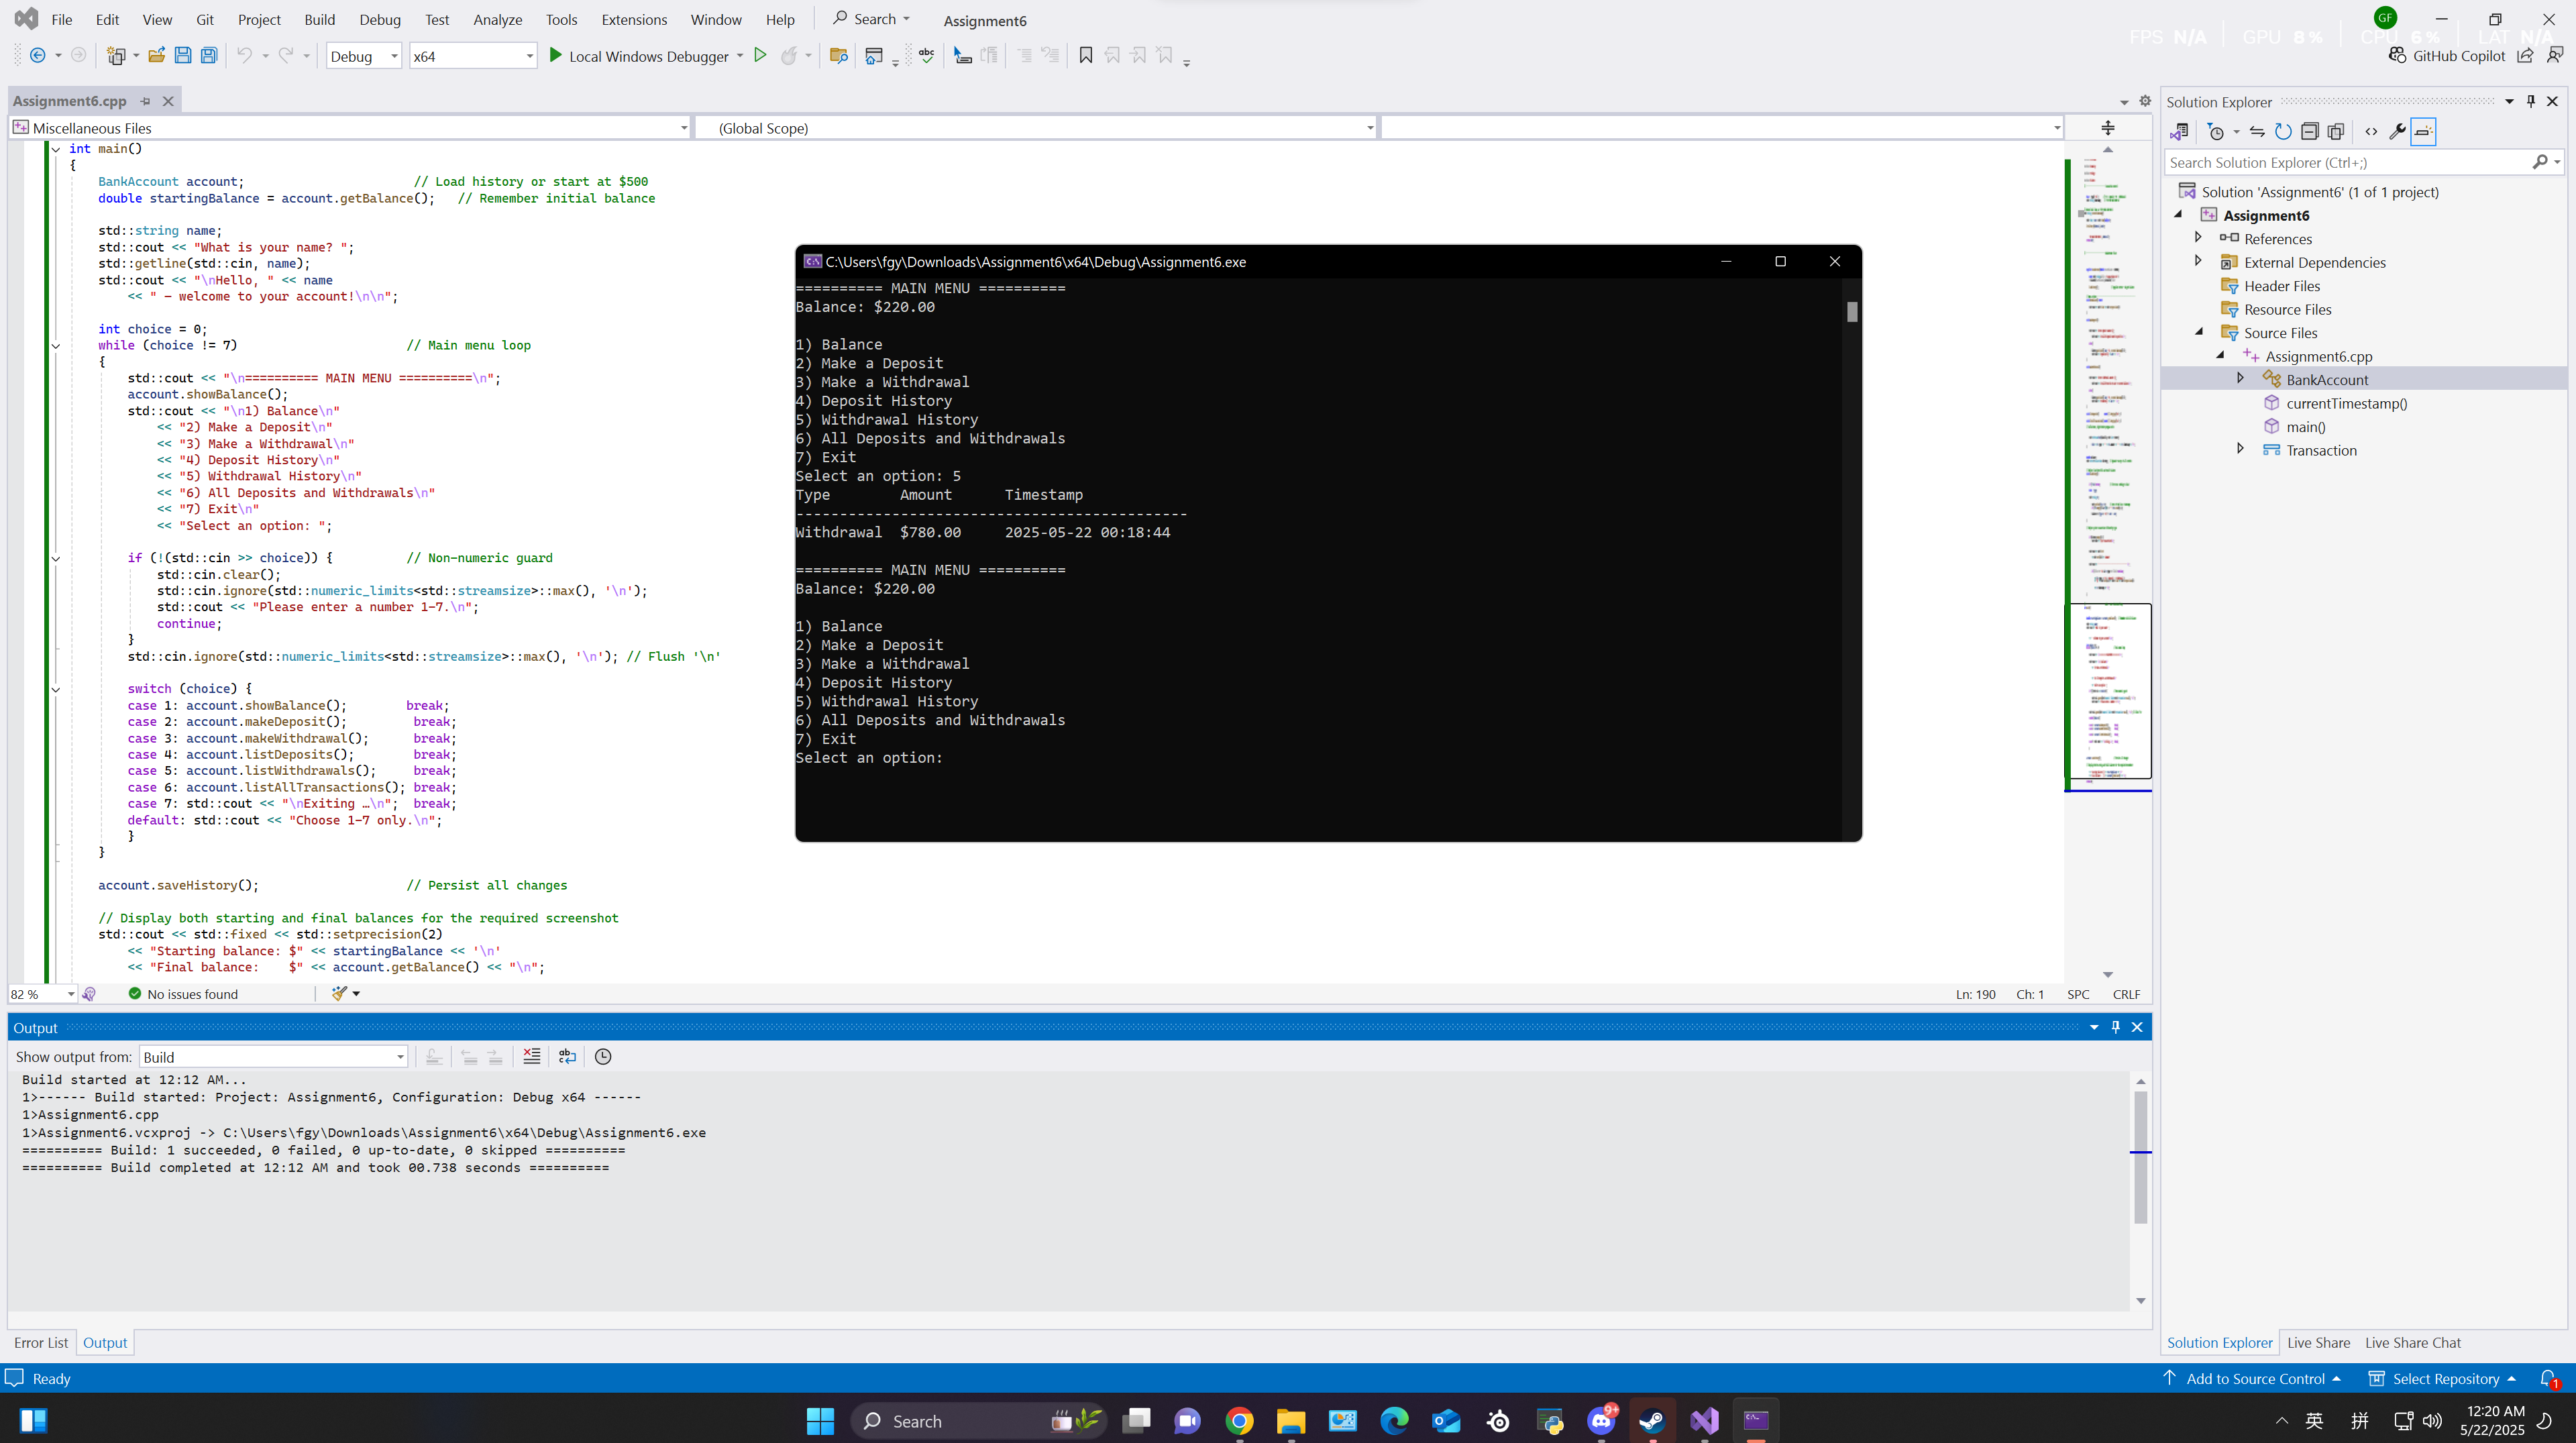 File Edit View Git Project Build Debug Test Analyze Tools Extensions Window Help Search Assignment6 GF
FPS N/A GPU 8 % CPU 6 % LAT N/A
Debug x64 Local Windows Debugger abc GitHub Copilot
Assignment6.cpp
Miscellaneous Files (Global Scope)
int main()
{
BankAccount account; // Load history or start at $500
double startingBalance = account.getBalance(); // Remember initial balance
std::string name;
std::cout << "What is your name? ";
std::getline(std::cin, name);
std::cout << "\nHello, " << name
<< " – welcome to your account!\n\n";
int choice = 0;
while (choice != 7) // Main menu loop
{
std::cout << "\n========== MAIN MENU ==========\n";
account.showBalance();
std::cout << "\n1) Balance\n"
<< "2) Make a Deposit\n"
<< "3) Make a Withdrawal\n"
<< "4) Deposit History\n"
<< "5) Withdrawal History\n"
<< "6) All Deposits and Withdrawals\n"
<< "7) Exit\n"
<< "Select an option: ";
if (!(std::cin >> choice)) { // Non-numeric guard
std::cin.clear();
std::cin.ignore(std::numeric_limits<std::streamsize>::max(), '\n');
std::cout << "Please enter a number 1–7.\n";
continue;
}
std::cin.ignore(std::numeric_limits<std::streamsize>::max(), '\n'); // Flush '\n'
switch (choice) {
case 1: account.showBalance(); break;
case 2: account.makeDeposit(); break;
case 3: account.makeWithdrawal(); break;
case 4: account.listDeposits(); break;
case 5: account.listWithdrawals(); break;
case 6: account.listAllTransactions(); break;
case 7: std::cout << "\nExiting …\n"; break;
default: std::cout << "Choose 1–7 only.\n";
}
}
account.saveHistory(); // Persist all changes
// Display both starting and final balances for the required screenshot
std::cout << std::fixed << std::setprecision(2)
<< "Starting balance: $" << startingBalance << '\n'
<< "Final balance: $" << account.getBalance() << "\n";
82 % No issues found Ln: 190 Ch: 1 SPC CRLF
C:\Users\fgy\Downloads\Assignment6\x64\Debug\Assignment6.exe
========== MAIN MENU ==========
Balance: $220.00
1) Balance
2) Make a Deposit
3) Make a Withdrawal
4) Deposit History
5) Withdrawal History
6) All Deposits and Withdrawals
7) Exit
Select an option: 5
Type Amount Timestamp
---------------------------------------------
Withdrawal $780.00 2025-05-22 00:18:44
========== MAIN MENU ==========
Balance: $220.00
1) Balance
2) Make a Deposit
3) Make a Withdrawal
4) Deposit History
5) Withdrawal History
6) All Deposits and Withdrawals
7) Exit
Select an option:
Solution Explorer
Search Solution Explorer (Ctrl+;)
Solution 'Assignment6' (1 of 1 project)
Assignment6
References
External Dependencies
Header Files
Resource Files
Source Files
Assignment6.cpp
BankAccount
currentTimestamp()
main()
Transaction
Output
Show output from: Build
Build started at 12:12 AM...
1>------ Build started: Project: Assignment6, Configuration: Debug x64 ------
1>Assignment6.cpp
1>Assignment6.vcxproj -> C:\Users\fgy\Downloads\Assignment6\x64\Debug\Assignment6.exe
========== Build: 1 succeeded, 0 failed, 0 up-to-date, 0 skipped ==========
========== Build completed at 12:12 AM and took 00.738 seconds ==========
Error List Output
Solution Explorer Live Share Live Share Chat
Ready Add to Source Control Select Repository 1
Search 9+ 英 拼 12:20 AM
5/22/2025